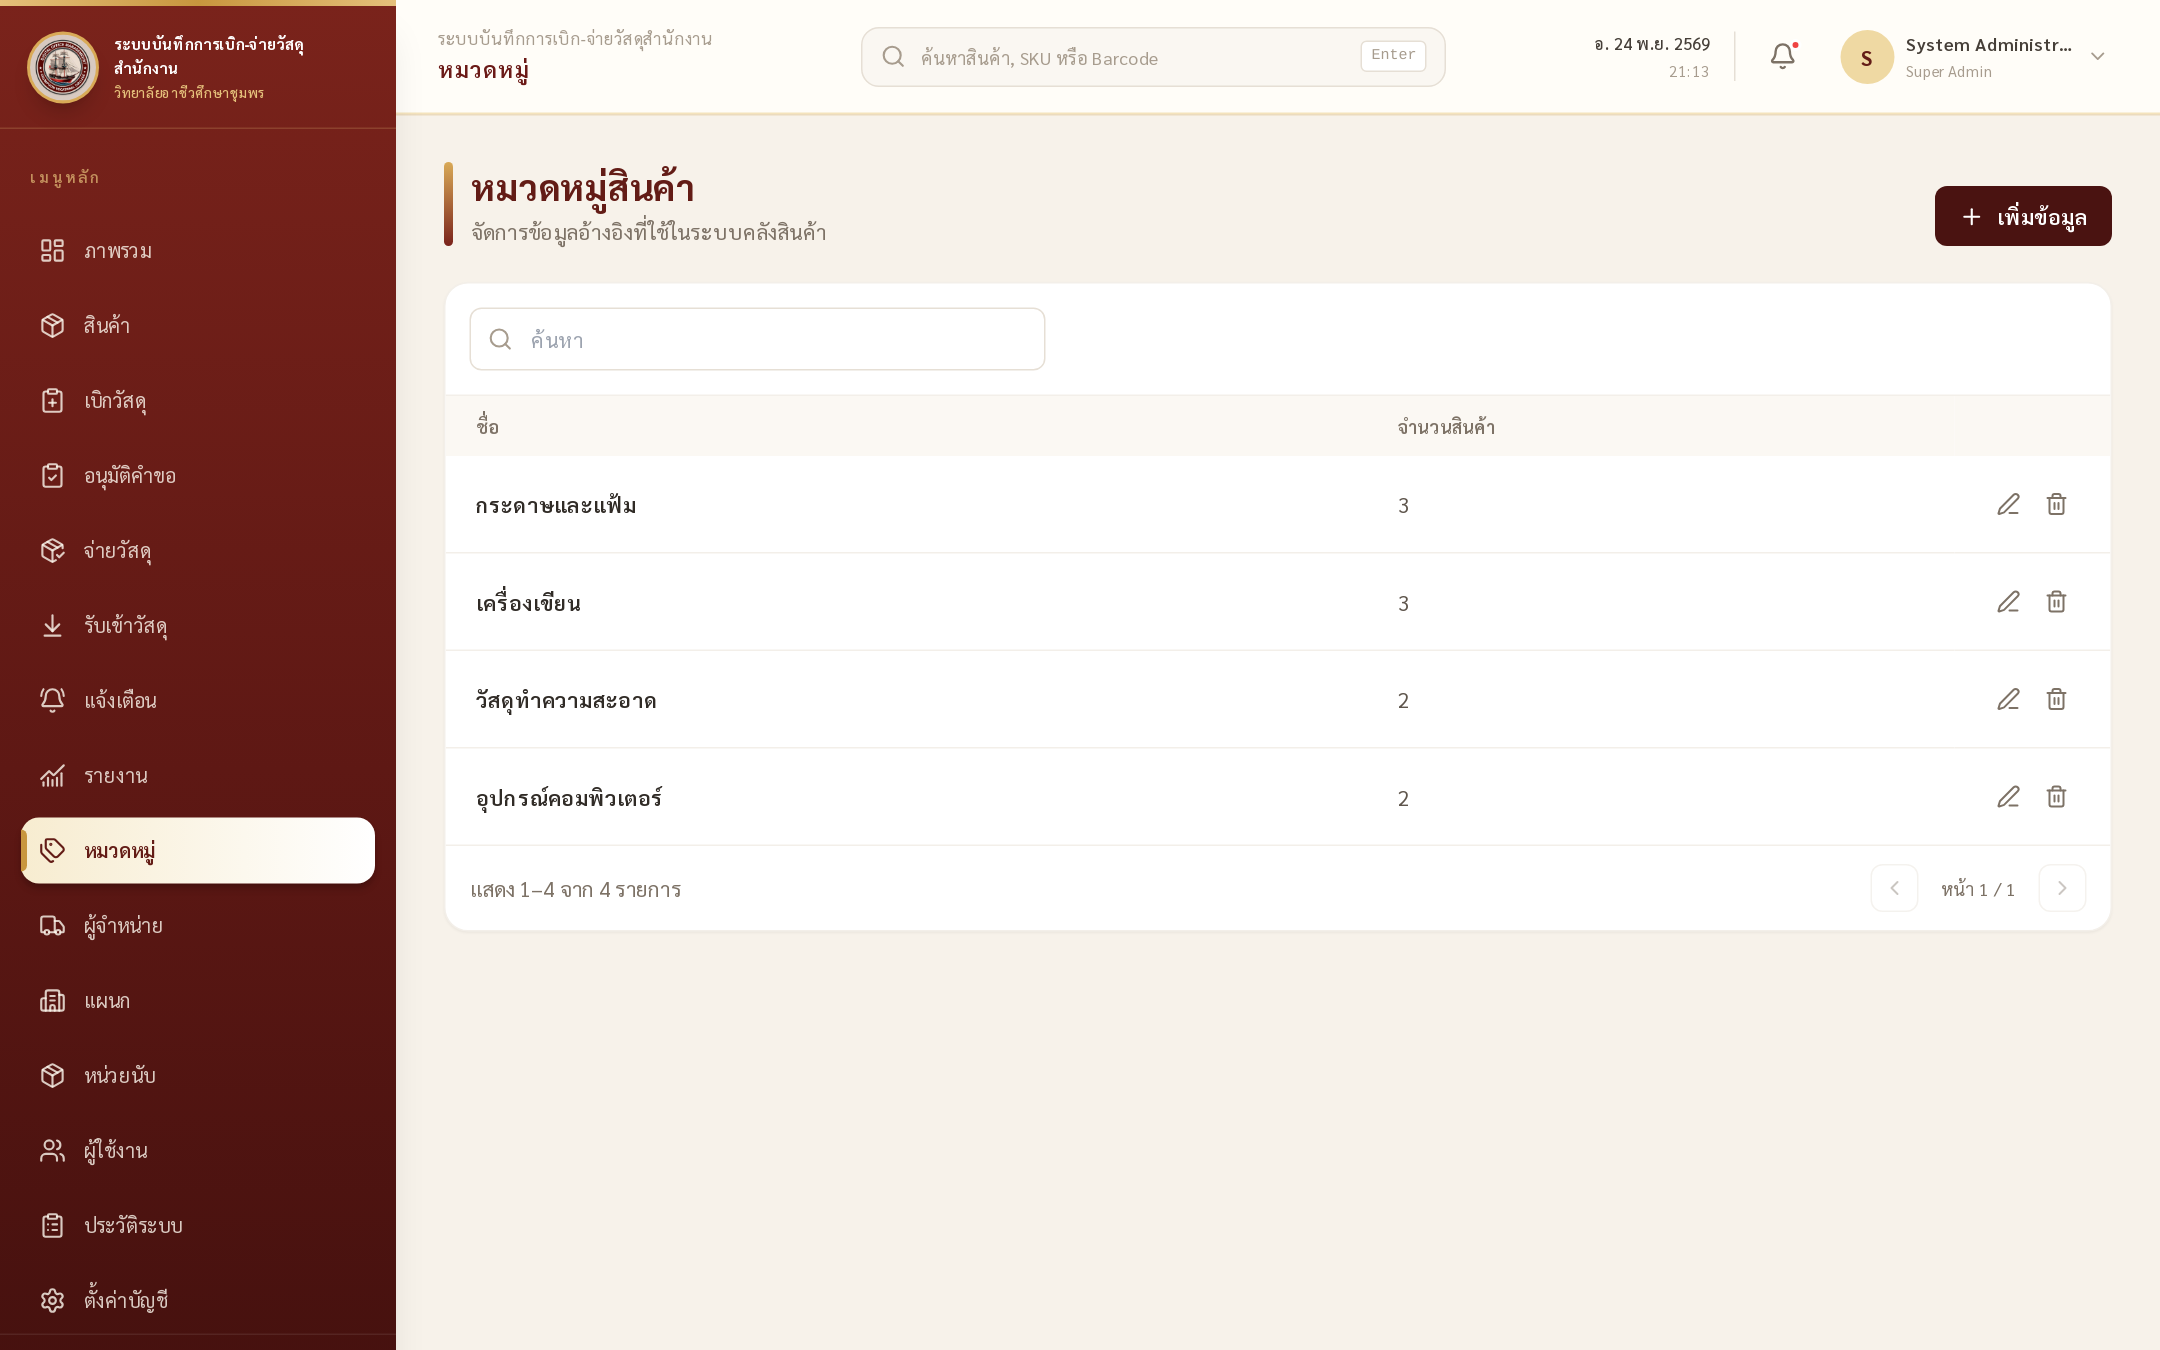 ระบบบันทึกการเบิก-จ่ายวัสดุ
สำนักงาน
วิทยาลัยอาชีวศึกษาชุมพร
เมนูหลัก
ภาพรวม
สินค้า
เบิกวัสดุ
อนุมัติคำขอ
จ่ายวัสดุ
รับเข้าวัสดุ
แจ้งเตือน
รายงาน
หมวดหมู่
ผู้จำหน่าย
แผนก
หน่วยนับ
ผู้ใช้งาน
ประวัติระบบ
ตั้งค่าบัญชี
ระบบบันทึกการเบิก-จ่ายวัสดุสำนักงาน
หมวดหมู่
ค้นหาสินค้า, SKU หรือ Barcode
Enter
อ. 24 พ.ย. 2569
21:13
S
System Administr...
Super Admin
หมวดหมู่สินค้า
จัดการข้อมูลอ้างอิงที่ใช้ในระบบคลังสินค้า
เพิ่มข้อมูล
ค้นหา
ชื่อ จำนวนสินค้า
กระดาษและแฟ้ม 3
เครื่องเขียน 3
วัสดุทำความสะอาด 2
อุปกรณ์คอมพิวเตอร์ 2
แสดง 1–4 จาก 4 รายการ
หน้า 1 / 1